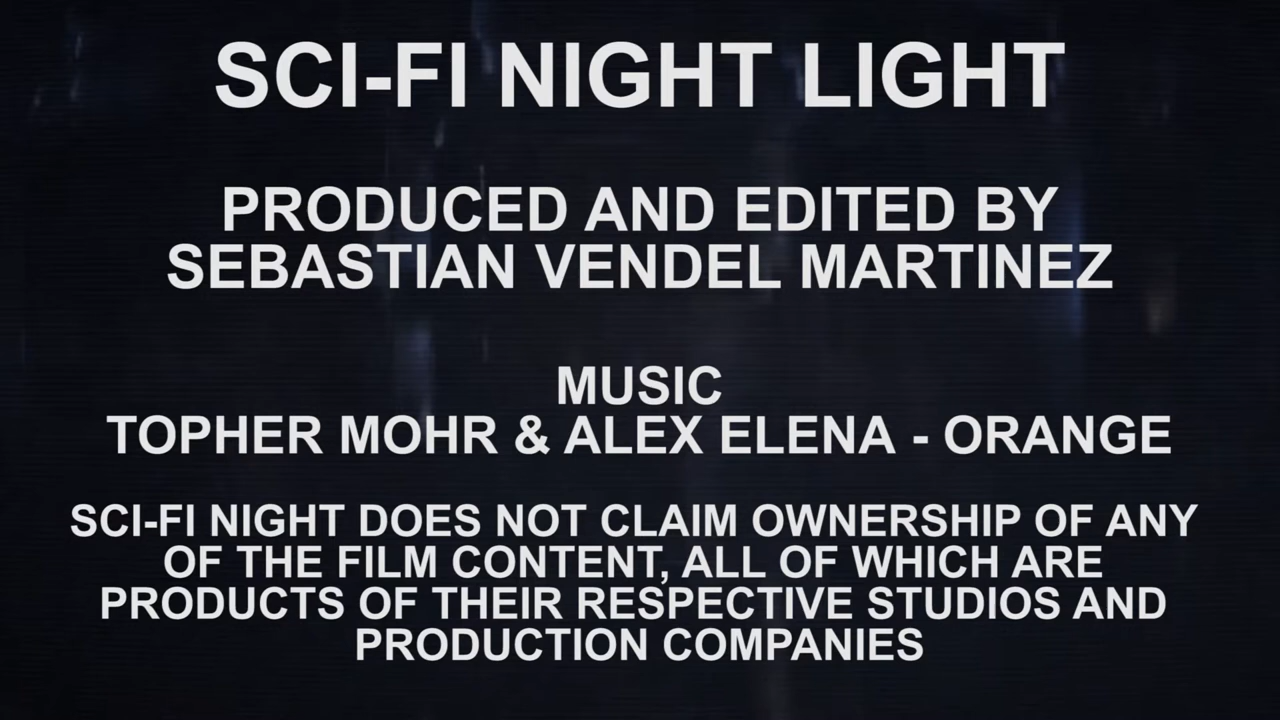 SCI-FI NIGHT LIGHT
PRODUCED AND EDITED BY
SEBASTIAN VENDEL MARTINEZ
MUSIC
TOPHER MOHR & ALEX ELENA - ORANGE
SCI-FI NIGHT DOES NOT CLAIM OWNERSHIP OF ANY
OF THE FILM CONTENT, ALL OF WHICH ARE
PRODUCTS OF THEIR RESPECTIVE STUDIOS AND
PRODUCTION COMPANIES